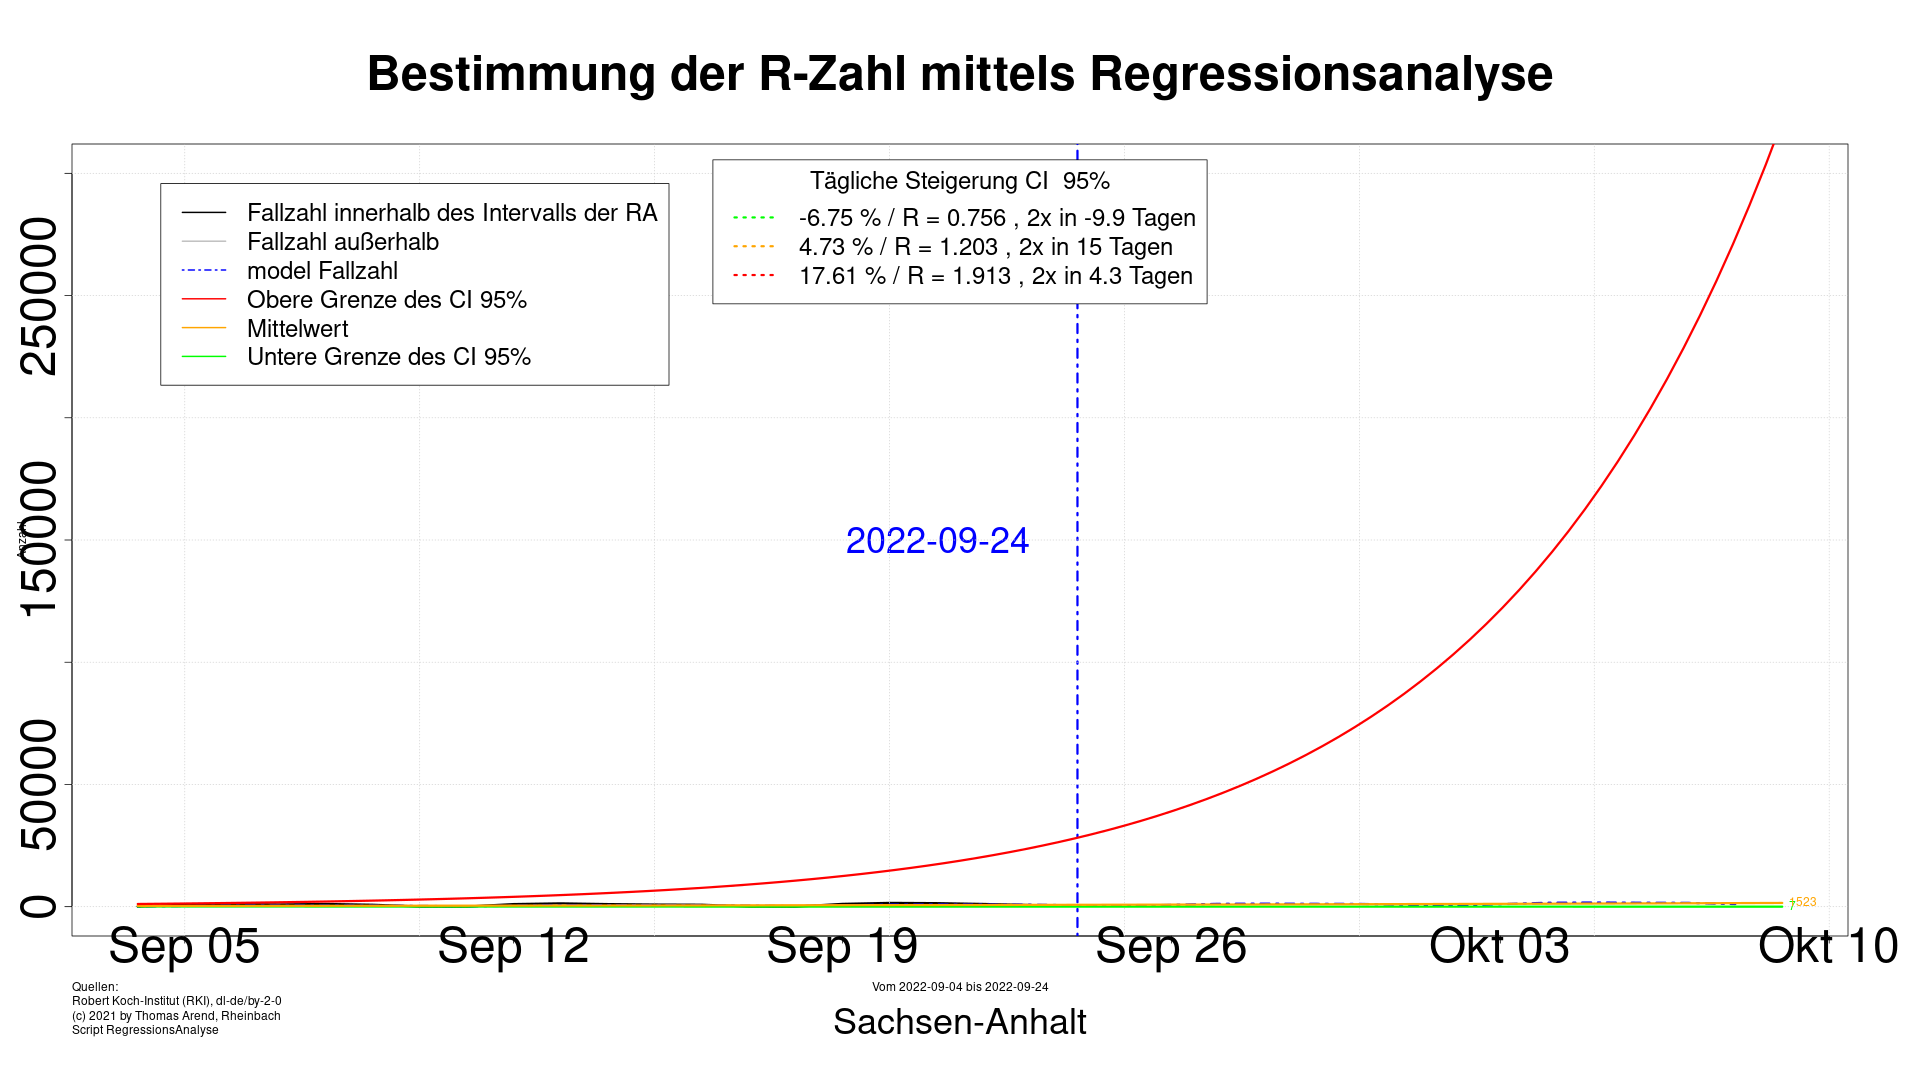 Bestimmung der R-Zahl mittels Regressionsanalyse
Fallzahl innerhalb des Intervalls der RA
Fallzahl außerhalb
model Fallzahl
Obere Grenze des CI 95%
Mittelwert
Untere Grenze des CI 95%
Tägliche Steigerung CI 95%
-6.75 % / R = 0.756 , 2x in -9.9 Tagen
4.73 % / R = 1.203 , 2x in 15 Tagen
17.61 % / R = 1.913 , 2x in 4.3 Tagen
250000
150000
50000
0
Anzahl
2022-09-24
1523
7
Sep 05
Sep 12
Sep 19
Sep 26
Okt 03
Okt 10
Quellen:
Robert Koch-Institut (RKI), dl-de/by-2-0
(c) 2021 by Thomas Arend, Rheinbach
Script RegressionsAnalyse
Vom 2022-09-04 bis 2022-09-24
Sachsen-Anhalt